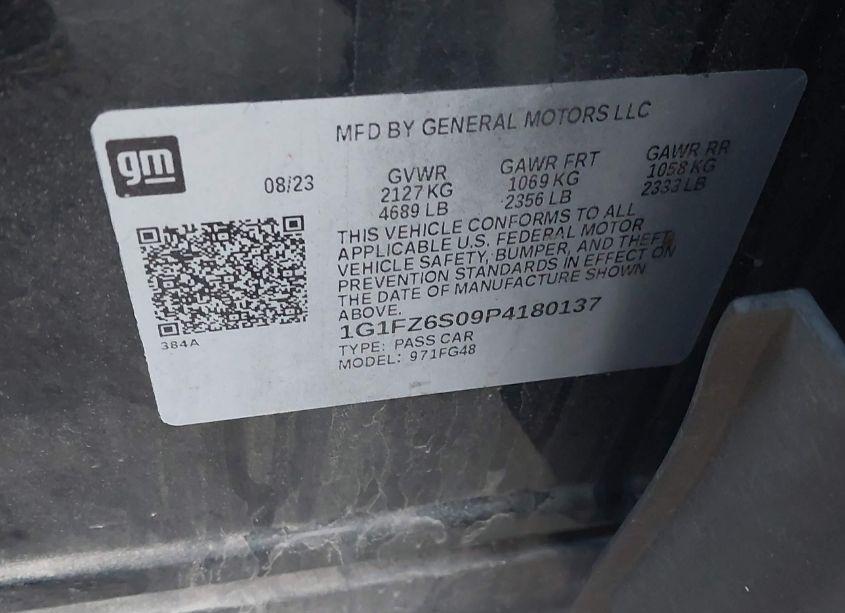 gm
MFD BY GENERAL MOTORS LLC
08/23
GVWR
2127 KG
4689 LB
GAWR FRT
1069 KG
2356 LB
GAWR RR
1058 KG
2333 LB
THIS VEHICLE CONFORMS TO ALL
APPLICABLE U.S. FEDERAL MOTOR
VEHICLE SAFETY, BUMPER, AND THEFT
PREVENTION STANDARDS IN EFFECT ON
THE DATE OF MANUFACTURE SHOWN
ABOVE.
1G1FZ6S09P4180137
TYPE: PASS CAR
MODEL: 971FG48
384A